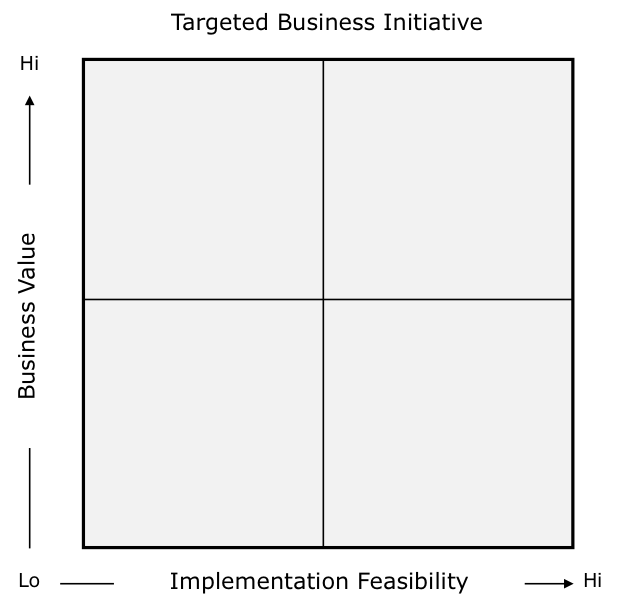 Targeted Business Initiative
Hi
Business Value
Lo
Implementation Feasibility
Hi